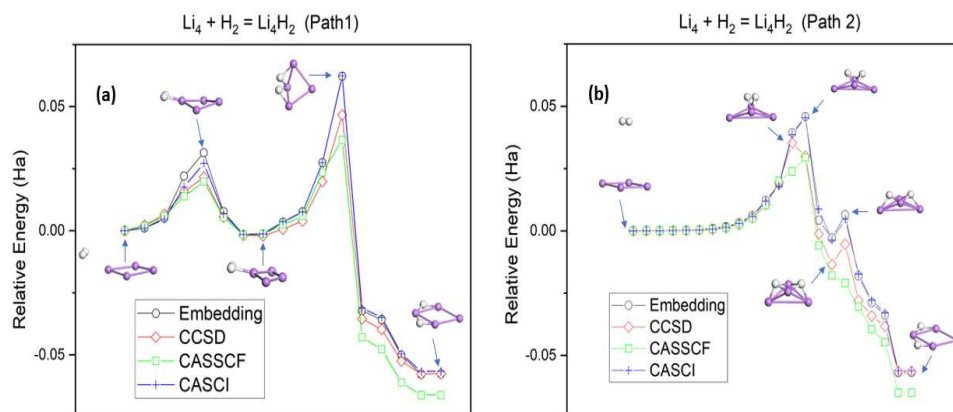 Li₄ + H₂ = Li₄H₂ (Path1)
(a)
Relative Energy (Ha)
0.05
0.00
-0.05
Embedding
CCSD
CASSCF
CASCI
Li₄ + H₂ = Li₄H₂ (Path 2)
(b)
Relative Energy (Ha)
0.05
0.00
-0.05
Embedding
CCSD
CASSCF
CASCI